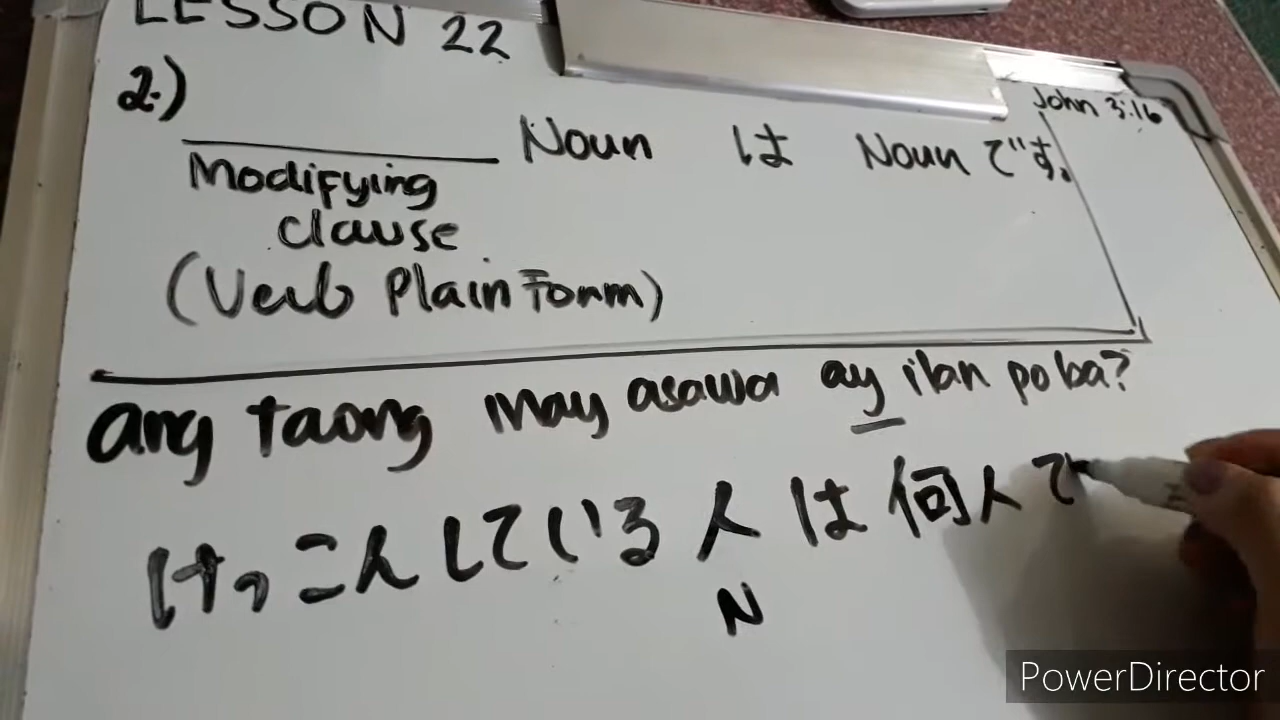 LESSON 22
John 3:16
2.)
Noun は Noun です。
Modifying
clause
(Verb Plain Form)
ang taong may asawa ay ilan po ba?
けっこんしている人は何人で
N
PowerDirector